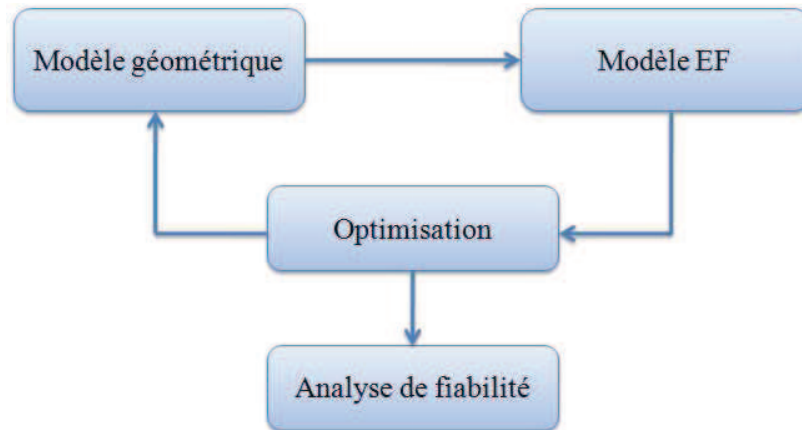 Modèle géométrique
Modèle EF
Optimisation
Analyse de fiabilité